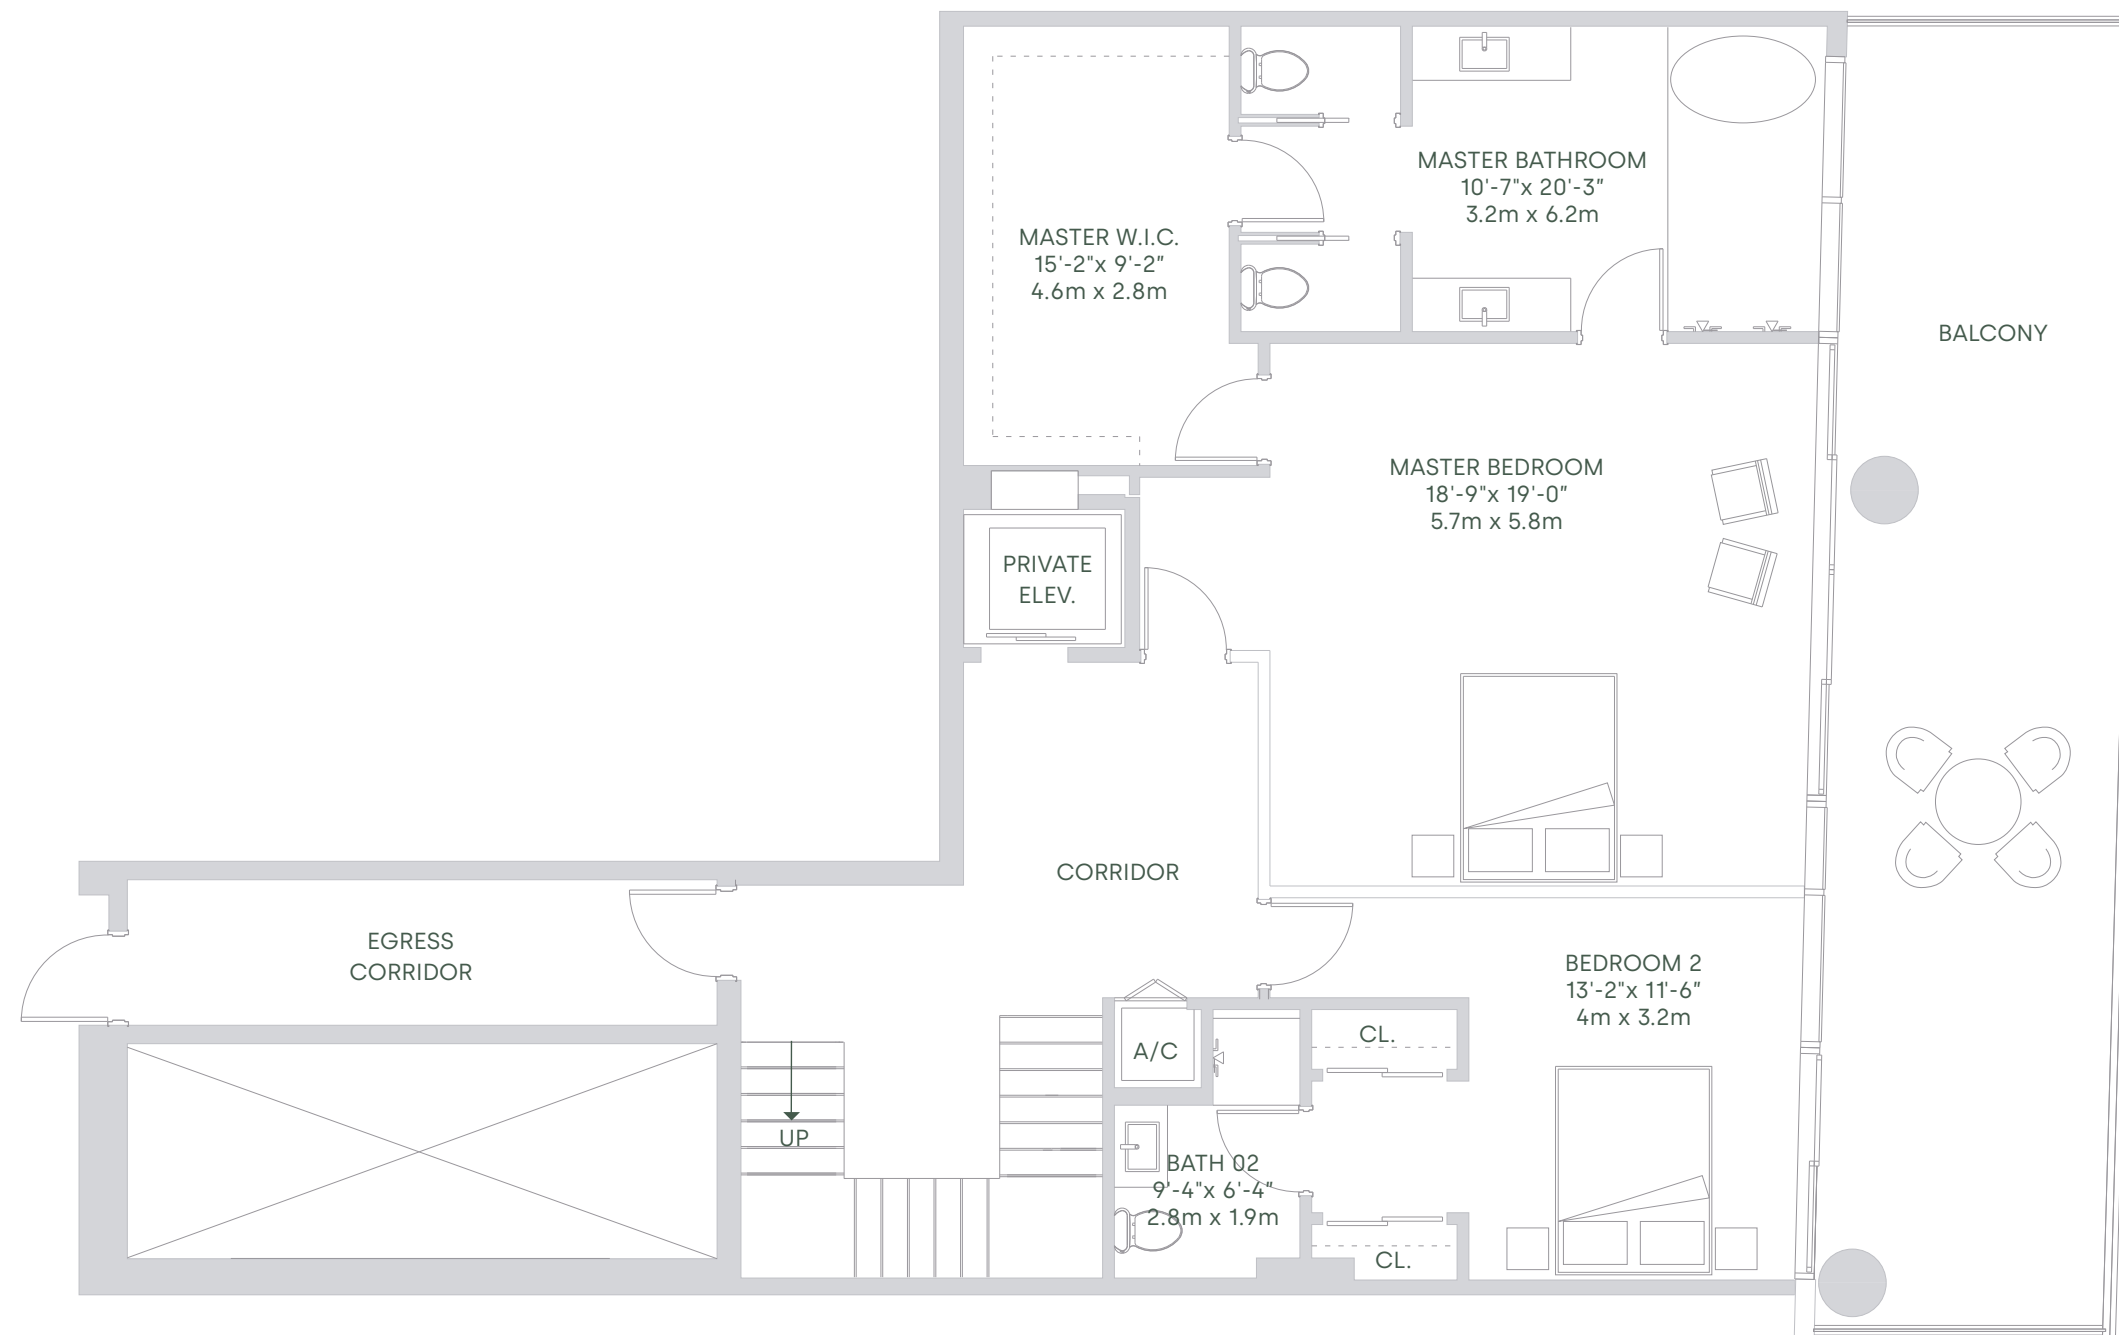 MASTER BATHROOM
10'-7"x 20'-3"
3.2m x 6.2m
MASTER W.I.C.
15'-2"x 9'-2"
4.6m x 2.8m
BALCONY
MASTER BEDROOM
18'-9"x 19'-0"
5.7m x 5.8m
PRIVATE
ELEV.
CORRIDOR
EGRESS
CORRIDOR
BEDROOM 2
13'-2"x 11'-6"
4m x 3.2m
CL.
A/C
UP
BATH 02
9'-4"x 6'-4"
2.8m x 1.9m
CL.